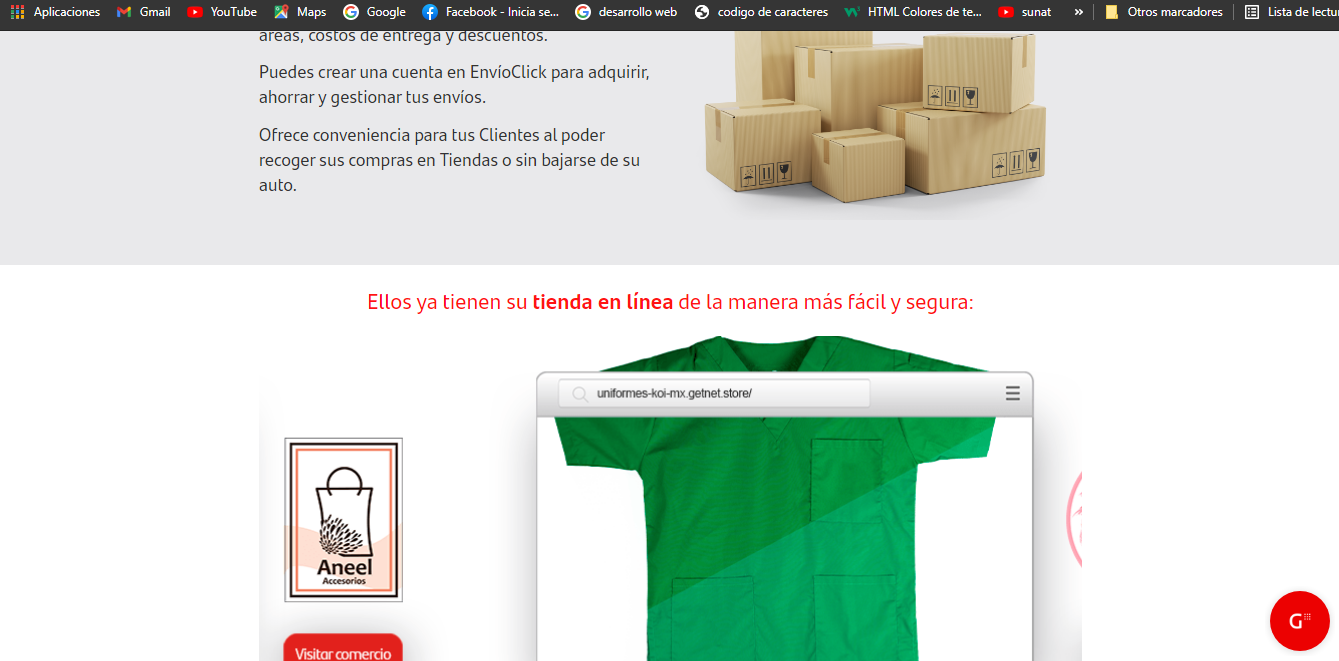 Aplicaciones Gmail YouTube Maps Google Facebook - Inicia se... desarrollo web codigo de caracteres HTML Colores de te... sunat » Otros marcadores Lista de lectu
áreas, costos de entrega y descuentos.
Puedes crear una cuenta en EnvíoClick para adquirir,
ahorrar y gestionar tus envíos.
Ofrece conveniencia para tus Clientes al poder
recoger sus compras en Tiendas o sin bajarse de su
auto.
Ellos ya tienen su tienda en línea de la manera más fácil y segura:
uniformes-koi-mx.getnet.store/
Aneel
Accesorios
Visitar comercio
G